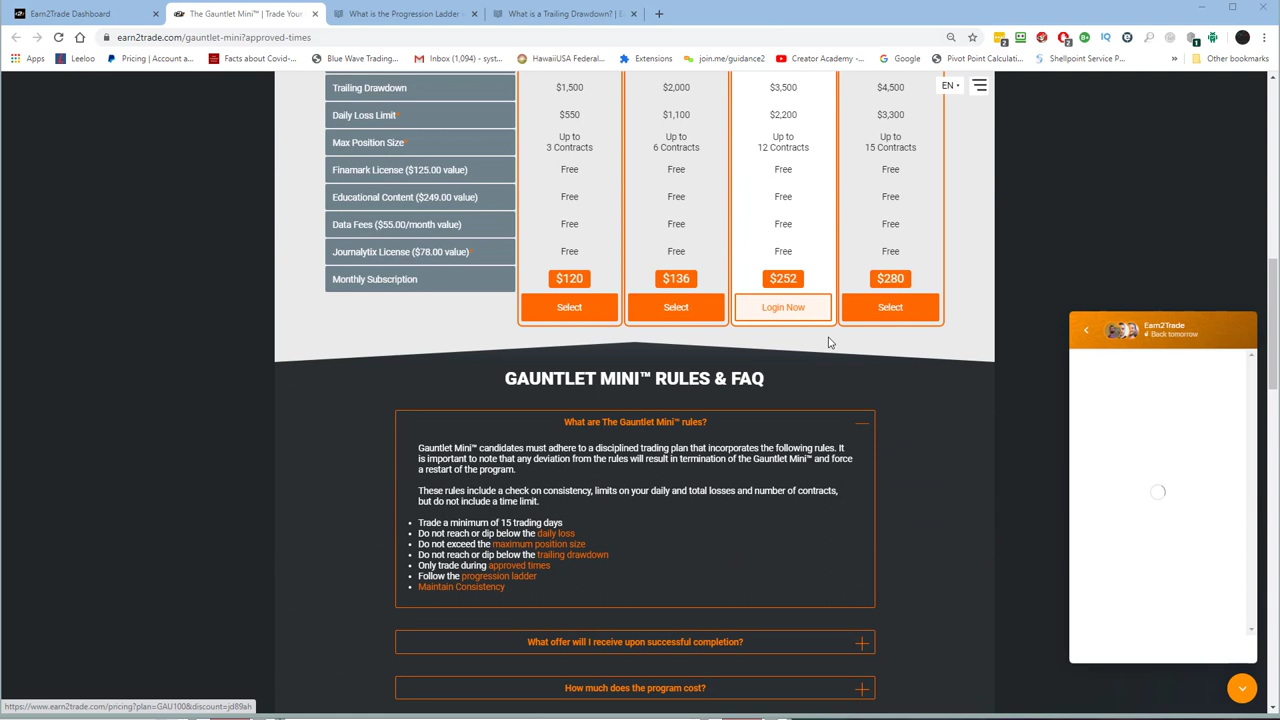 Earn2Trade Dashboard
The Gauntlet Mini™ | Trade Your
What is the Progression Ladder
What is a Trailing Drawdown? | E
earn2trade.com/gauntlet-mini?approved-times
Apps
Leeloo
Pricing | Account a...
Facts about Covid-...
Blue Wave Trading...
Inbox (1,094) - syst...
HawaiiUSA Federal...
Extensions
join.me/guidance2
Creator Academy -...
Google
Pivot Point Calculati...
Shellpoint Service P...
»
Other bookmarks
EN
Trailing Drawdown $1,500 $2,000 $3,500 $4,500
Daily Loss Limit* $550 $1,100 $2,200 $3,300
Max Position Size* Up to 3 Contracts Up to 6 Contracts Up to 12 Contracts Up to 15 Contracts
Finamark License ($125.00 value) Free Free Free Free
Educational Content ($249.00 value) Free Free Free Free
Data Fees ($55.00/month value) Free Free Free Free
Journalytix License ($78.00 value)* Free Free Free Free
Monthly Subscription $120 $136 $252 $280
Select Select Login Now Select
GAUNTLET MINI™ RULES & FAQ
What are The Gauntlet Mini™ rules?
Gauntlet Mini™ candidates must adhere to a disciplined trading plan that incorporates the following rules. It
is important to note that any deviation from the rules will result in termination of the Gauntlet Mini™ and force
a restart of the program.
These rules include a check on consistency, limits on your daily and total losses and number of contracts,
but do not include a time limit.
• Trade a minimum of 15 trading days
• Do not reach or dip below the daily loss
• Do not exceed the maximum position size
• Do not reach or dip below the trailing drawdown
• Only trade during approved times
• Follow the progression ladder
• Maintain Consistency
What offer will I receive upon successful completion?
How much does the program cost?
Earn2Trade
Back tomorrow
https://www.earn2trade.com/pricing?plan=GAU100&discount=jd89ah